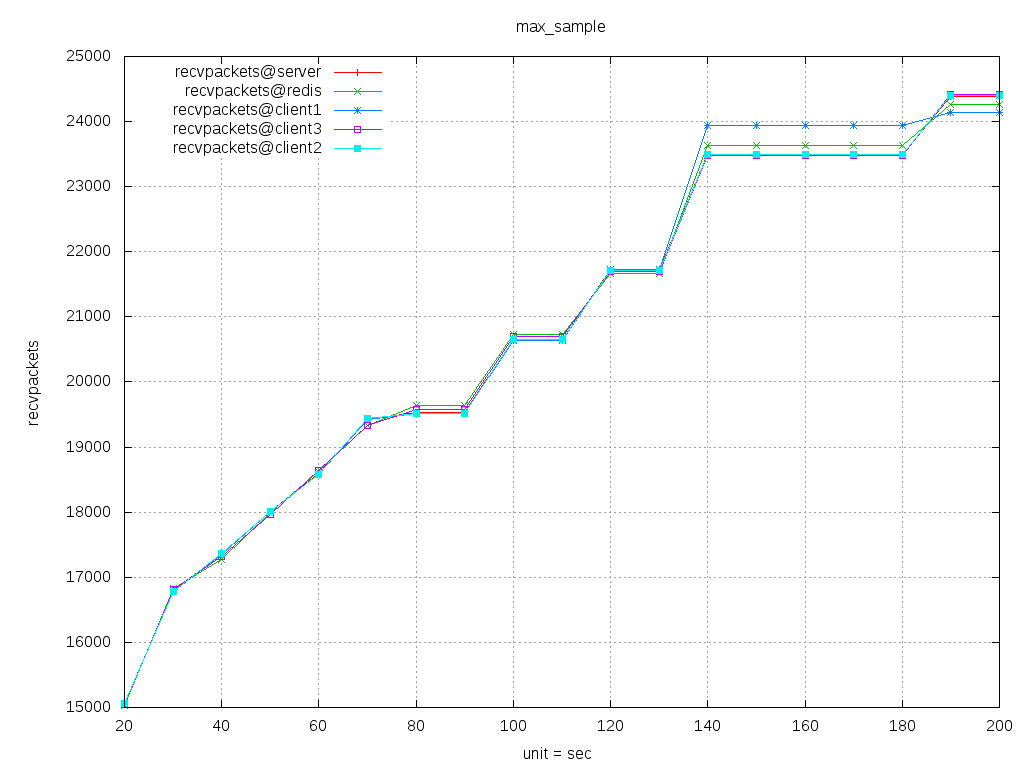 max_sample
25000
24000
23000
22000
21000
20000
19000
18000
17000
16000
15000
recvpackets
recvpackets@server
recvpackets@redis
recvpackets@client1
recvpackets@client3
recvpackets@client2
20 40 60 80 100 120 140 160 180 200
unit = sec